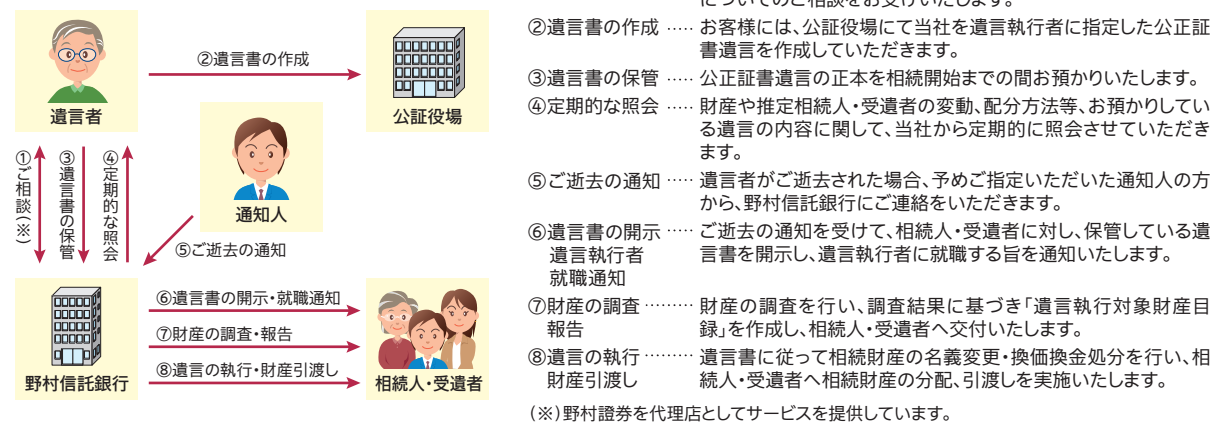 ②遺言書の作成
遺言者
公証役場
通知人
①ご相談(※)
③遺言書の保管
④定期的な照会
⑤ご逝去の通知
⑥遺言書の開示・就職通知
⑦財産の調査・報告
⑧遺言の執行・財産引渡し
野村信託銀行
相続人・受遺者
についてのご相談をお受けいたします。
②遺言書の作成 ‥‥‥ お客様には、公証役場にて当社を遺言執行者に指定した公正証
書遺言を作成していただきます。
③遺言書の保管 ‥‥‥ 公正証書遺言の正本を相続開始までの間お預かりいたします。
④定期的な照会 ‥‥‥ 財産や推定相続人・受遺者の変動、配分方法等、お預かりしてい
る遺言の内容に関して、当社から定期的に照会させていただき
ます。
⑤ご逝去の通知 ‥‥‥ 遺言者がご逝去された場合、予めご指定いただいた通知人の方
から、野村信託銀行にご連絡をいただきます。
⑥遺言書の開示 ‥‥‥ ご逝去の通知を受けて、相続人・受遺者に対し、保管している遺
遺言執行者 言書を開示し、遺言執行者に就職する旨を通知いたします。
就職通知
⑦財産の調査 ‥‥‥‥‥ 財産の調査を行い、調査結果に基づき「遺言執行対象財産目
報告 録」を作成し、相続人・受遺者へ交付いたします。
⑧遺言の執行 ‥‥‥‥‥ 遺言書に従って相続財産の名義変更・換価換金処分を行い、相
財産引渡し 続人・受遺者へ相続財産の分配、引渡しを実施いたします。
(※)野村證券を代理店としてサービスを提供しています。